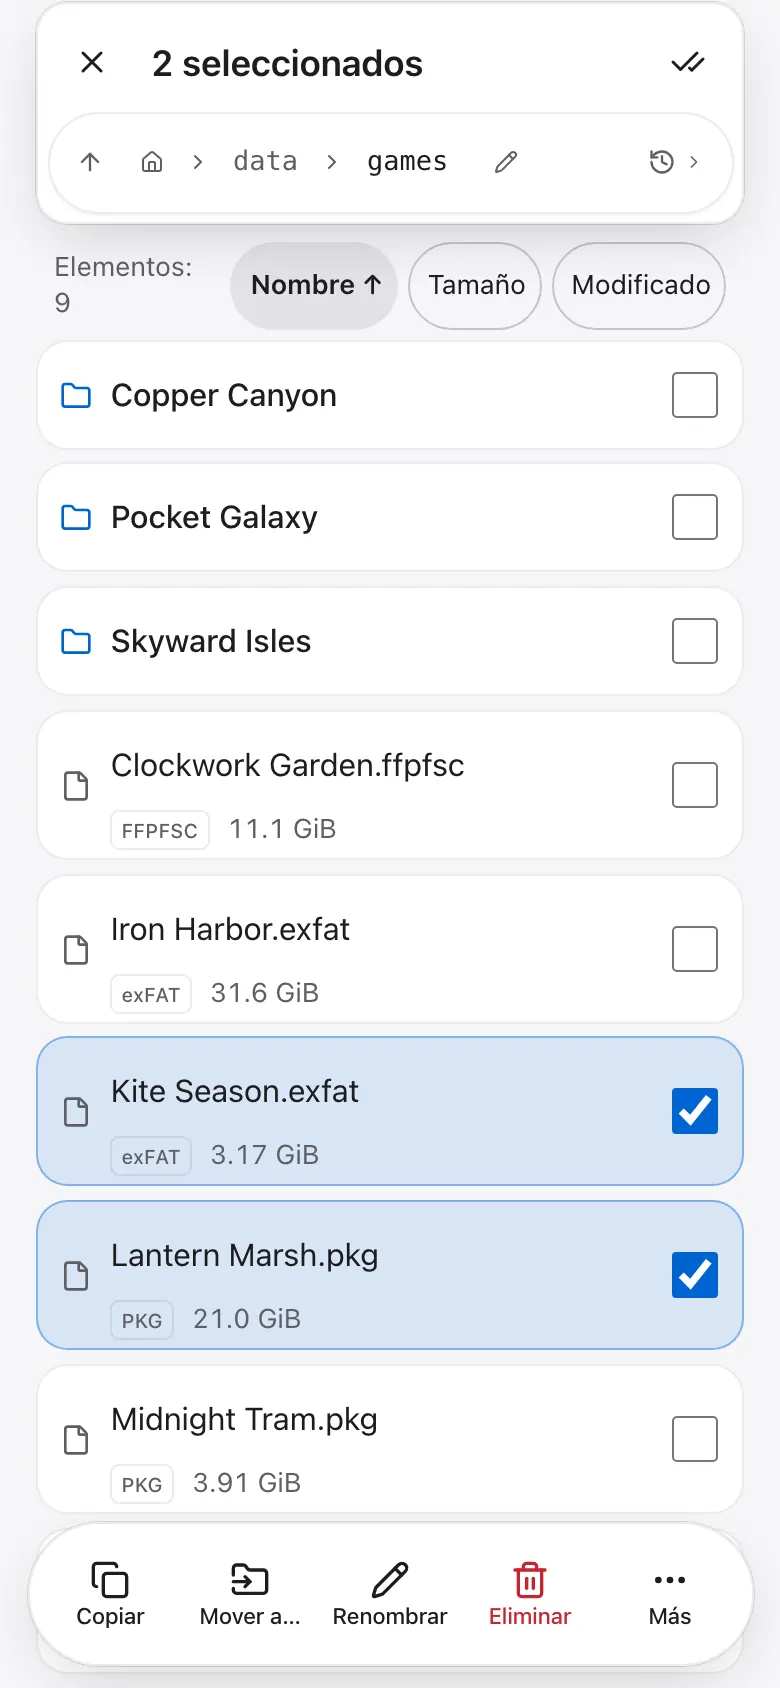 2 seleccionados
data > games
Elementos:
9
Nombre ↑ Tamaño Modificado
Copper Canyon
Pocket Galaxy
Skyward Isles
Clockwork Garden.ffpfsc
FFPFSC 11.1 GiB
Iron Harbor.exfat
exFAT 31.6 GiB
Kite Season.exfat
exFAT 3.17 GiB
Lantern Marsh.pkg
PKG 21.0 GiB
Midnight Tram.pkg
PKG 3.91 GiB
Copiar Mover a... Renombrar Eliminar Más